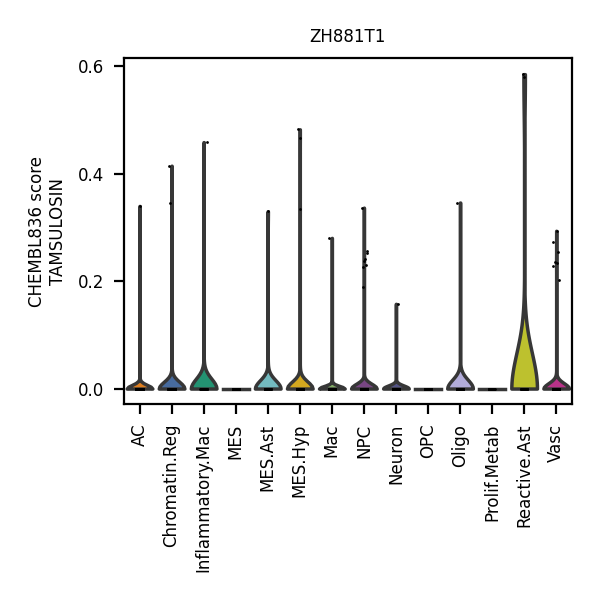 ZH881T1
CHEMBL836 score
TAMSULOSIN
0.6
0.4
0.2
0.0
AC
Chromatin.Reg
Inflammatory.Mac
MES
MES.Ast
MES.Hyp
Mac
NPC
Neuron
OPC
Oligo
Prolif.Metab
Reactive.Ast
Vasc